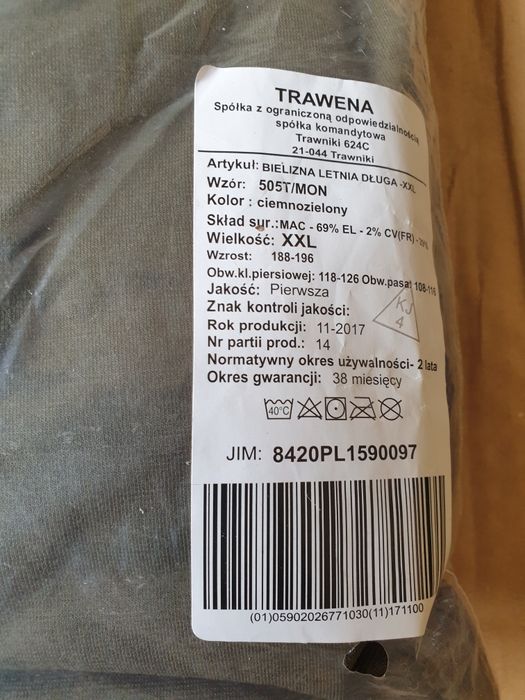 TRAWENA
Spółka z ograniczoną odpowiedzialnością
spółka komandytowa
Trawniki 624C
21-044 Trawniki
Artykuł: BIELIZNA LETNIA DŁUGA -XXL
Wzór: 505T/MON
Kolor : ciemnozielony
Skład sur.:MAC - 69% EL - 2% CV(FR) - 29%
Wielkość: XXL
Wzrost: 188-196
Obw.kl.piersiowej: 118-126 Obw.pasa: 108-116
Jakość: Pierwsza
Znak kontroli jakości: KJ 4
Rok produkcji: 11-2017
Nr partii prod.: 14
Normatywny okres używalności- 2 lata
Okres gwarancji: 38 miesięcy
40°C
JIM: 8420PL1590097
(01)05902026771030(11)171100